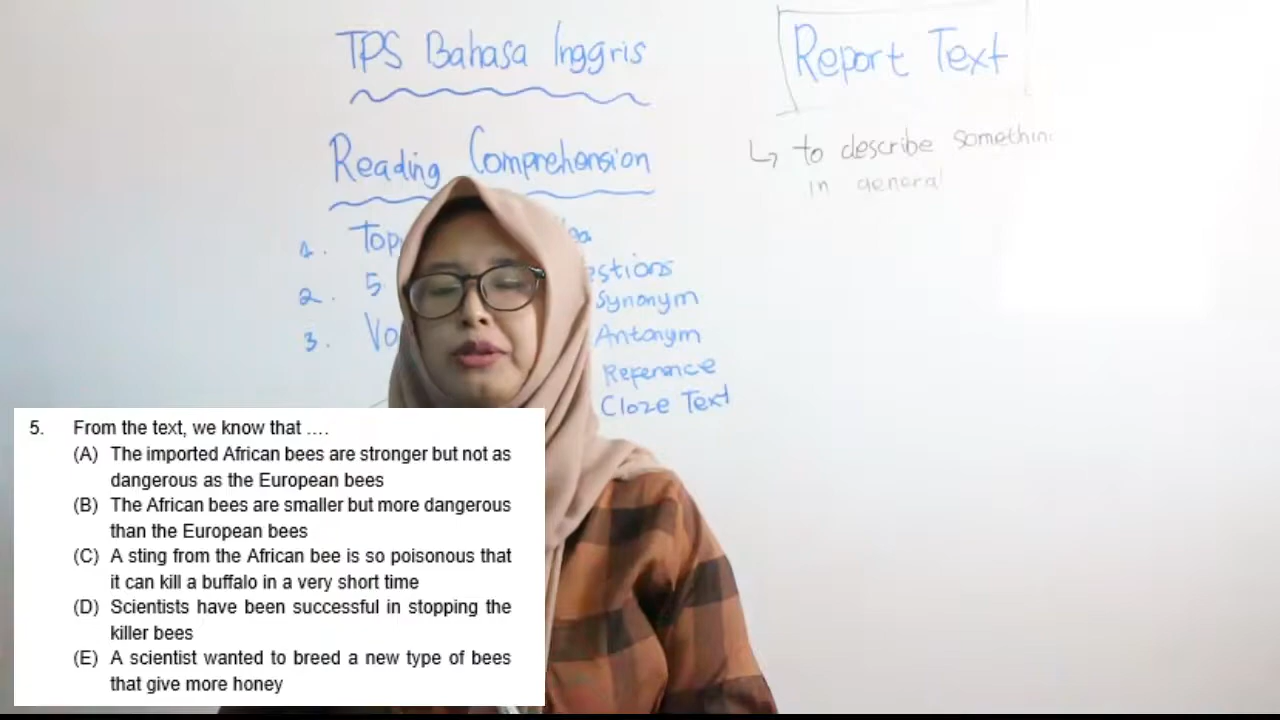 TPS Bahasa Inggris
Reading Comprehension
1. Top
2. 5
3. Vo
Synonym
Antonym
Reference
Cloze Text
Report Text
↳ to describe somethin
in general
5. From the text, we know that ….
(A) The imported African bees are stronger but not as
dangerous as the European bees
(B) The African bees are smaller but more dangerous
than the European bees
(C) A sting from the African bee is so poisonous that
it can kill a buffalo in a very short time
(D) Scientists have been successful in stopping the
killer bees
(E) A scientist wanted to breed a new type of bees
that give more honey